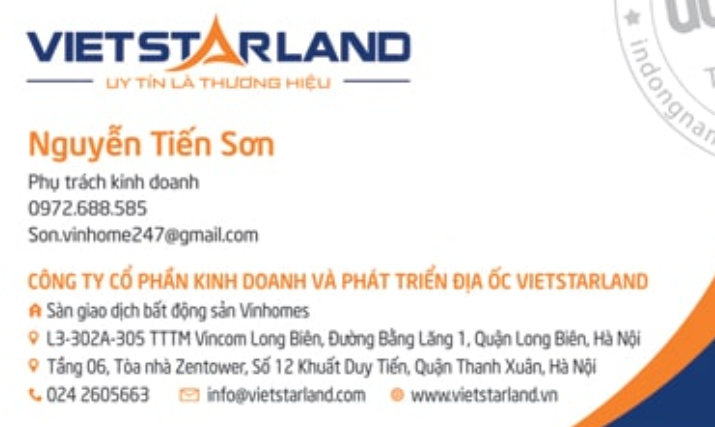 VIETSTARLAND
UY TÍN LÀ THƯƠNG HIỆU
indongnam
Nguyễn Tiến Sơn
Phụ trách kinh doanh
0972.688.585
Son.vinhome247@gmail.com
CÔNG TY CỔ PHẦN KINH DOANH VÀ PHÁT TRIỂN ĐỊA ỐC VIETSTARLAND
Sàn giao dịch bất động sản Vinhomes
L3-302A-305 TTTM Vincom Long Biên, Đường Bằng Lăng 1, Quận Long Biên, Hà Nội
Tầng 06, Tòa nhà Zentower, Số 12 Khuất Duy Tiến, Quận Thanh Xuân, Hà Nội
024 2605663 info@vietstarland.com www.vietstarland.vn